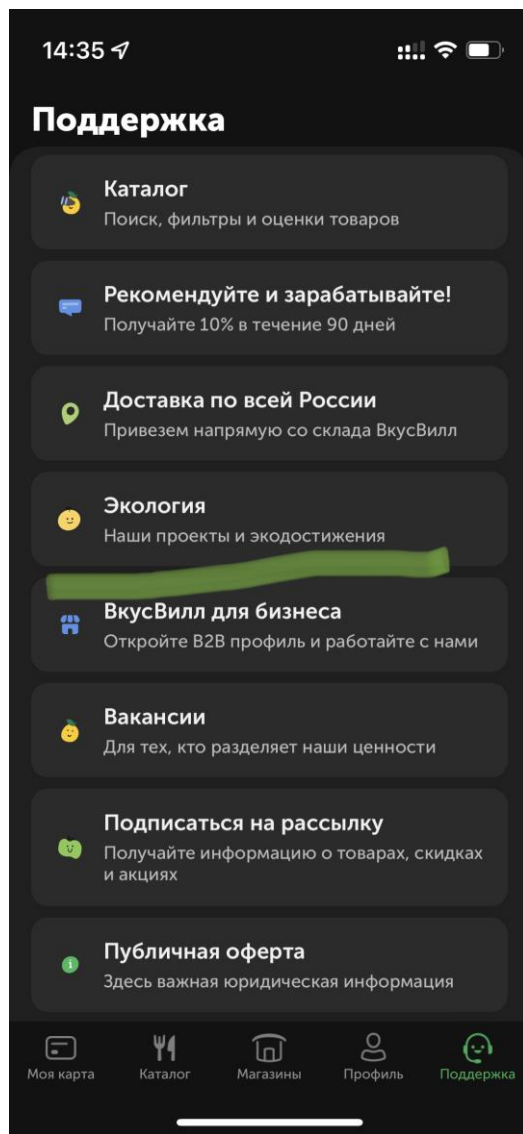 14:35
Поддержка
Каталог
Поиск, фильтры и оценки товаров
Рекомендуйте и зарабатывайте!
Получайте 10% в течение 90 дней
Доставка по всей России
Привезем напрямую со склада ВкусВилл
Экология
Наши проекты и экодостижения
ВкусВилл для бизнеса
Откройте B2B профиль и работайте с нами
Вакансии
Для тех, кто разделяет наши ценности
Подписаться на рассылку
Получайте информацию о товарах, скидках
и акциях
Публичная оферта
Здесь важная юридическая информация
Моя карта Каталог Магазины Профиль Поддержка